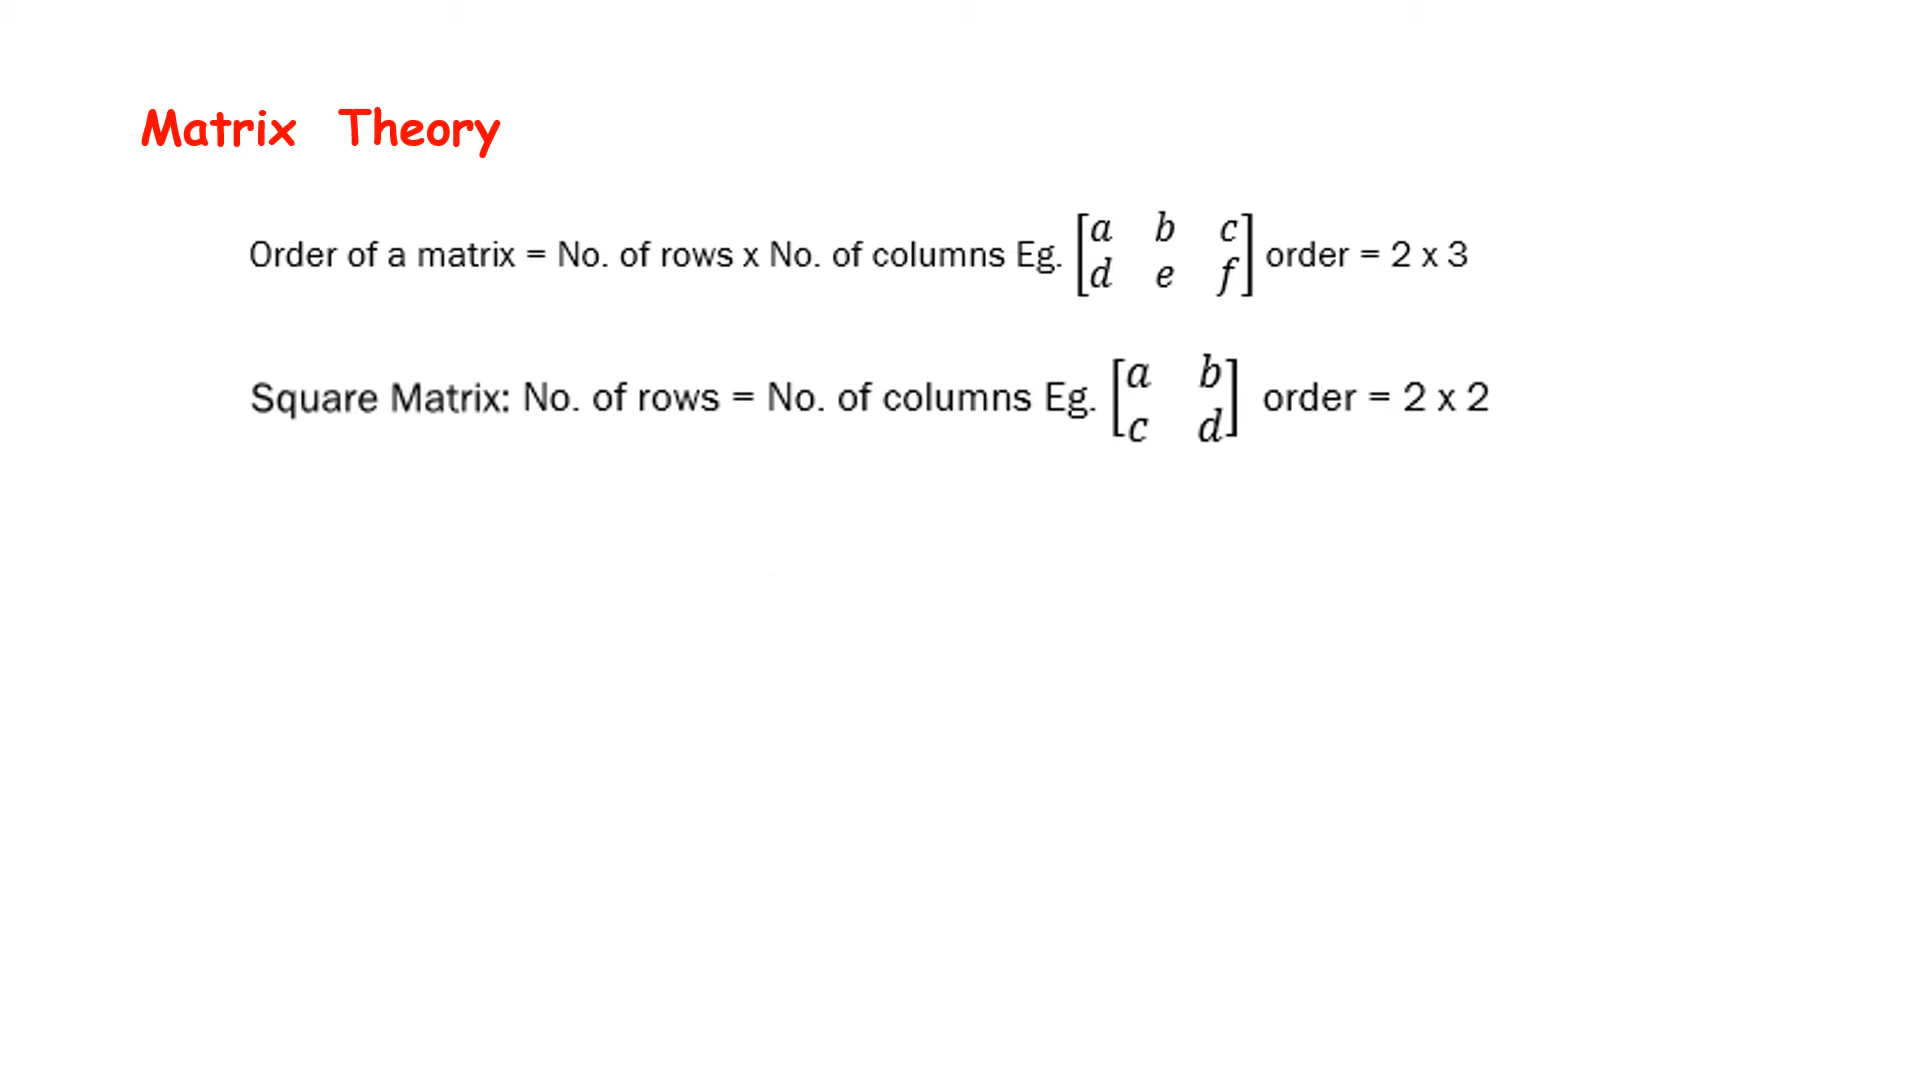 Matrix Theory
Order of a matrix = No. of rows x No. of columns Eg. [a b c
d e f] order = 2 x 3
Square Matrix: No. of rows = No. of columns Eg. [a b
c d] order = 2 x 2